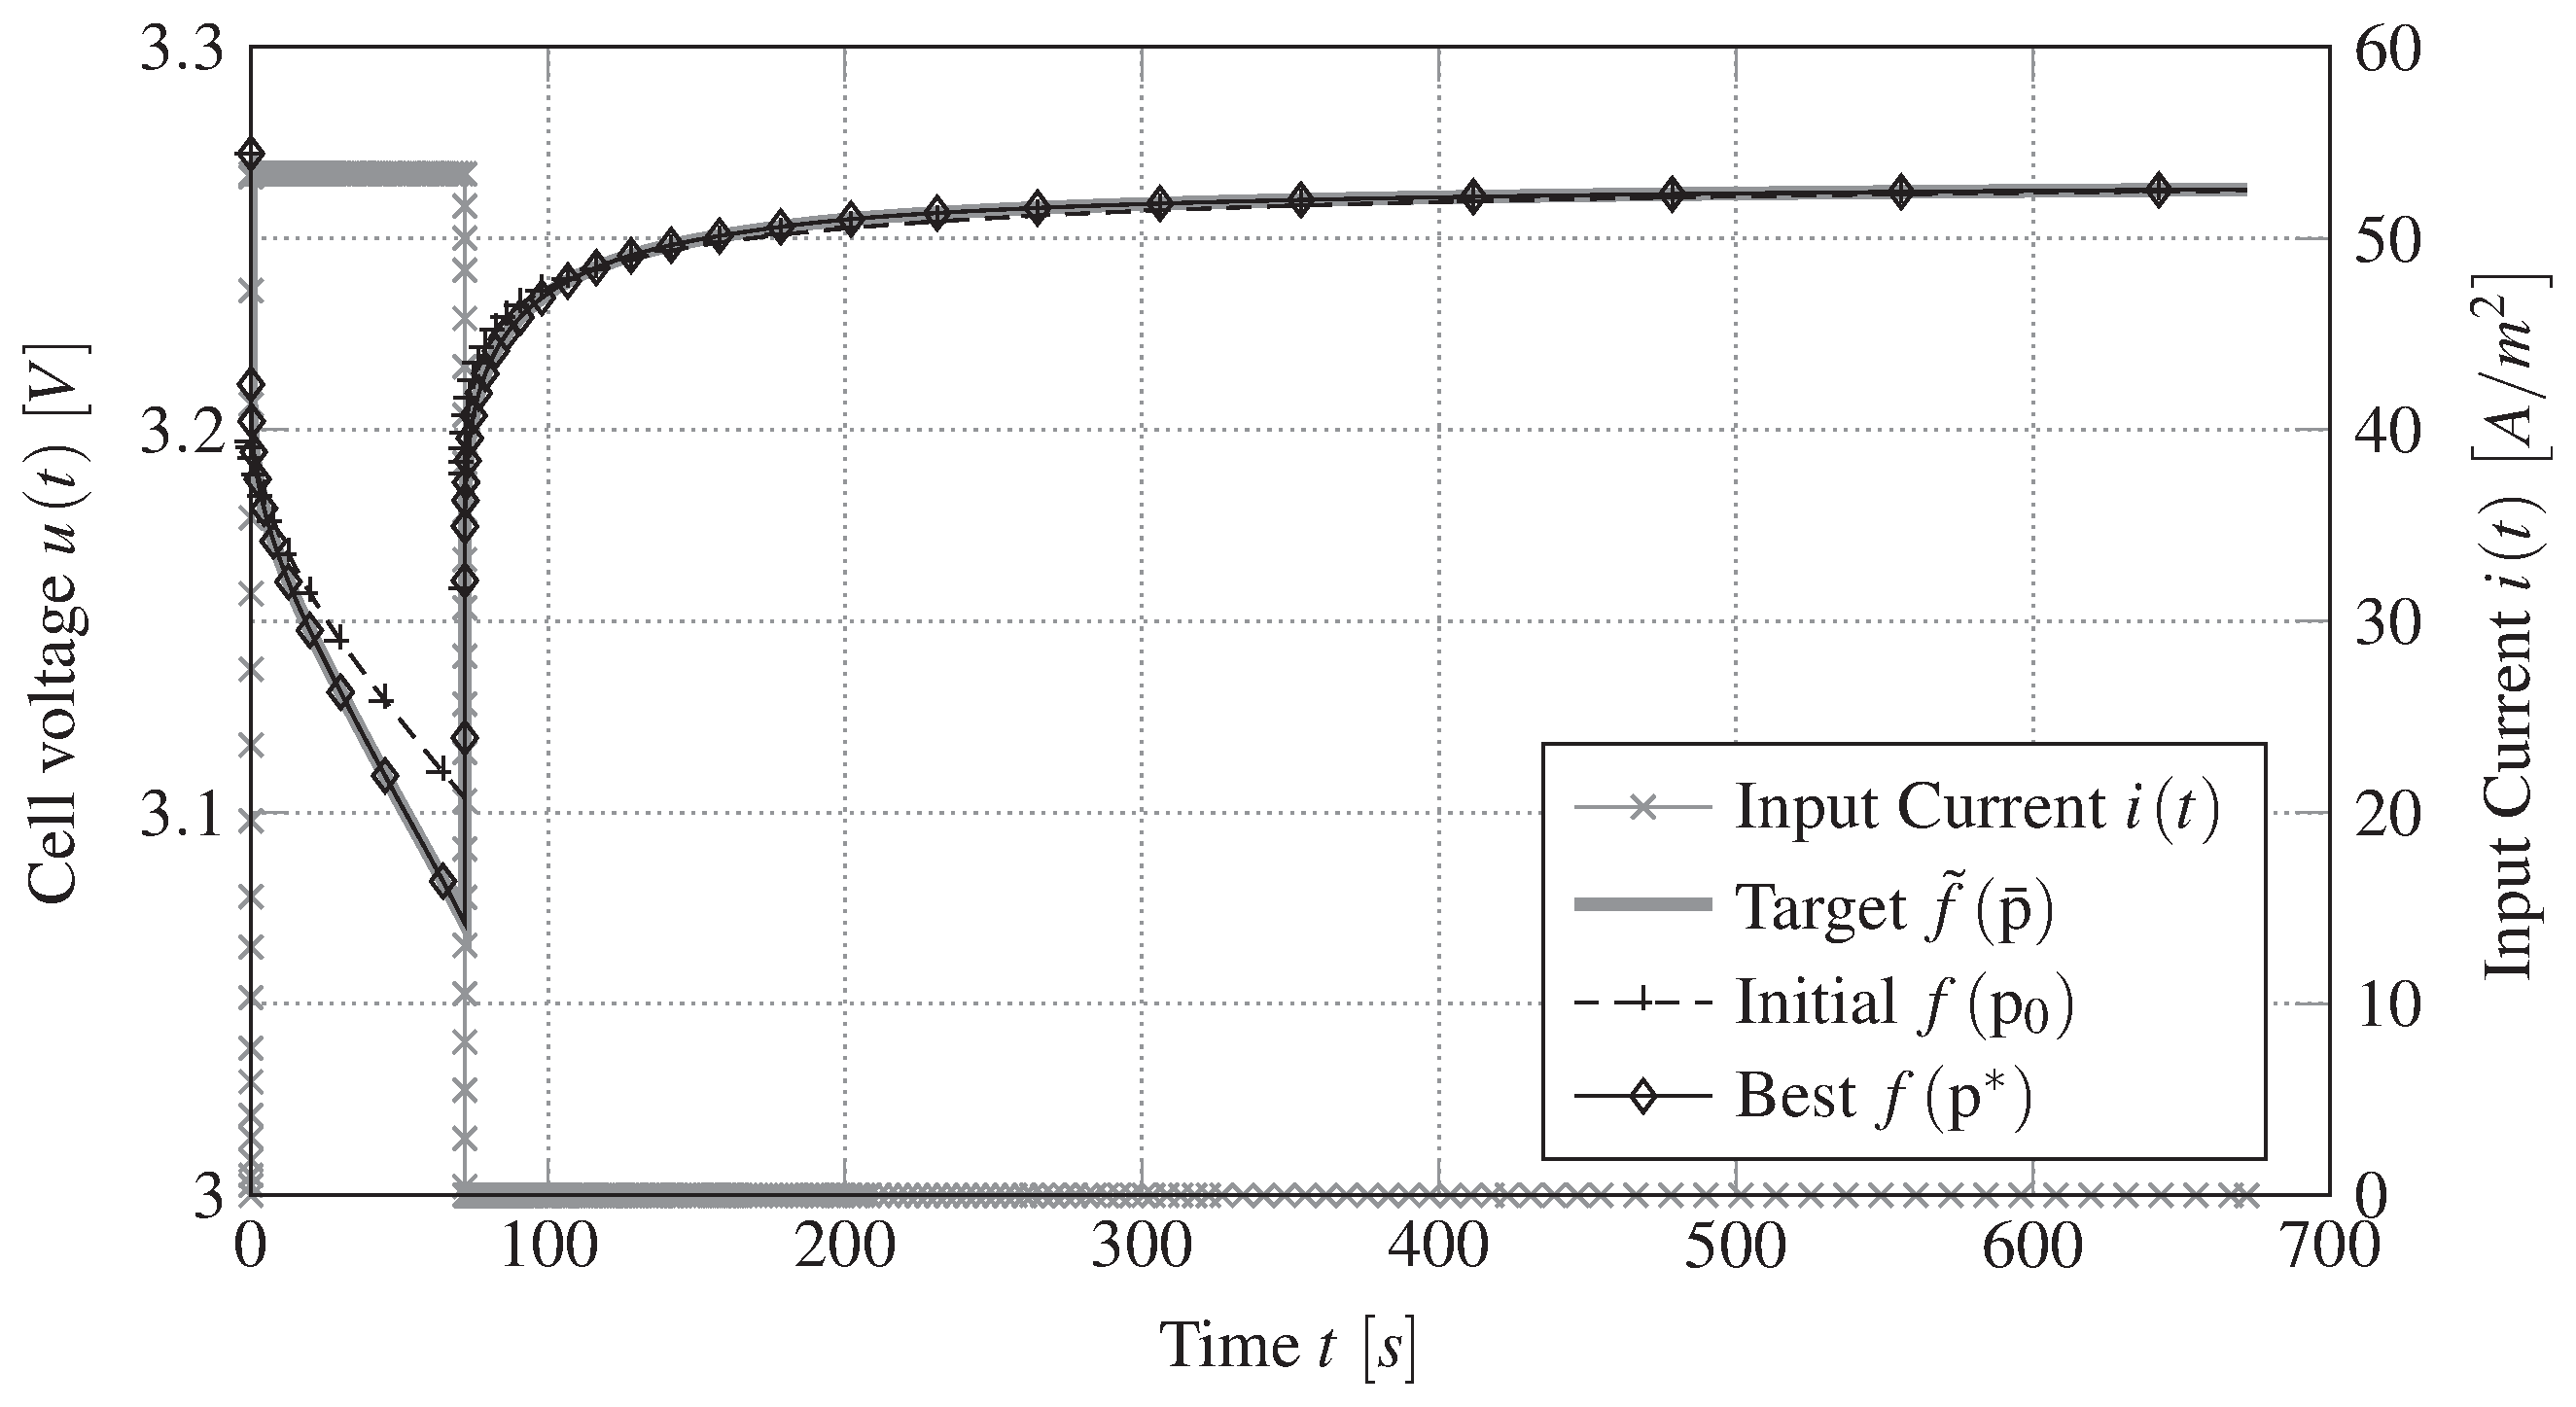 3.3
3.2
3.1
3
Cell voltage u(t) [V]
60
50
40
30
20
10
0
Input Current i(t) [A/m²]
Input Current i(t)
Target f̃(p̄)
Initial f(p₀)
Best f(p*)
0 100 200 300 400 500 600 700
Time t [s]